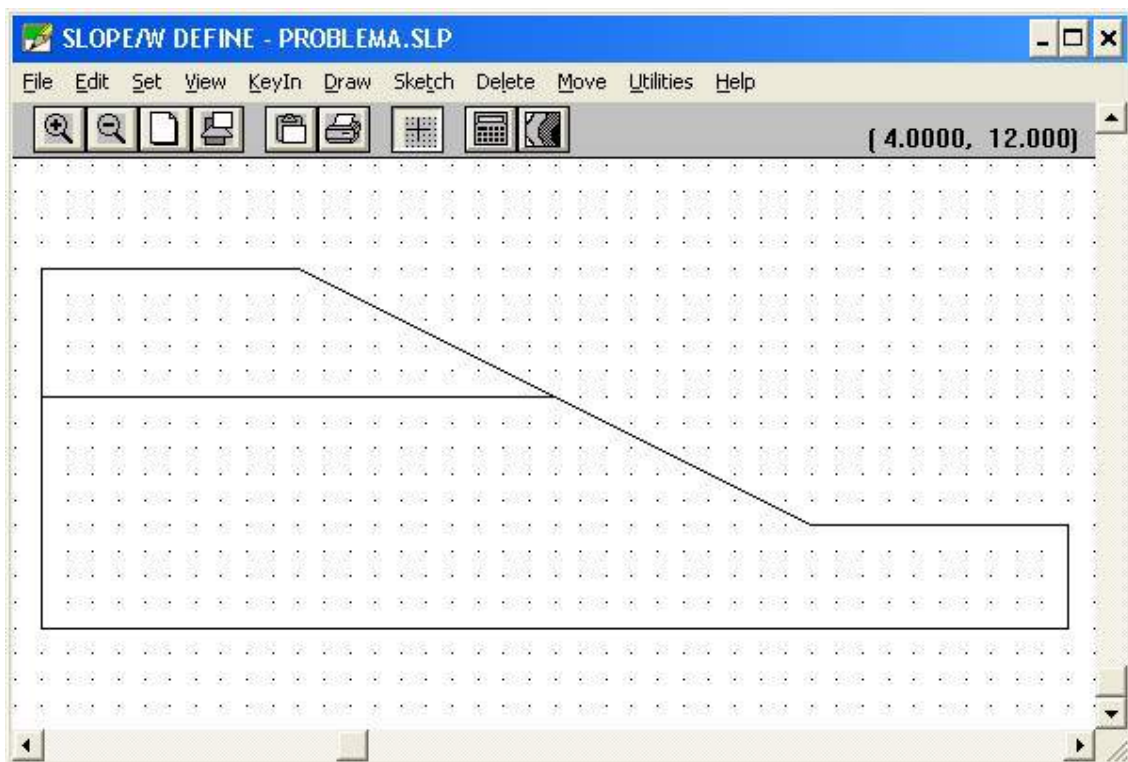 SLOPE/W DEFINE - PROBLEMA.SLP
File Edit Set View KeyIn Draw Sketch Delete Move Utilities Help
( 4.0000, 12.000)